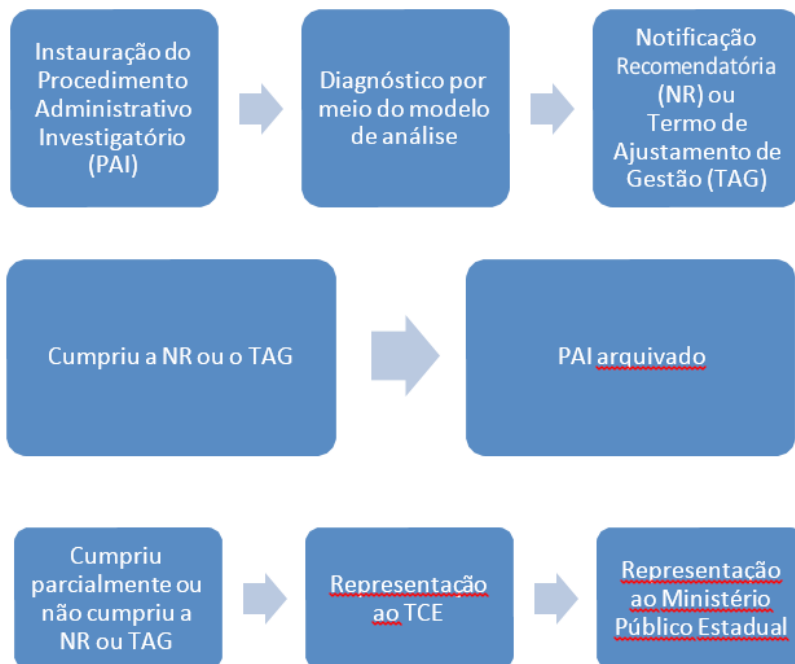 Instauração do
Procedimento
Administrativo
Investigatório
(PAI)
Diagnóstico por
meio do modelo
de análise
Notificação
Recomendatória
(NR) ou
Termo de
Ajustamento de
Gestão (TAG)
Cumpriu a NR ou o TAG
PAI arquivado
Cumpriu
parcialmente ou
não cumpriu a
NR ou TAG
Representação
ao TCE
Representação
ao Ministério
Público Estadual